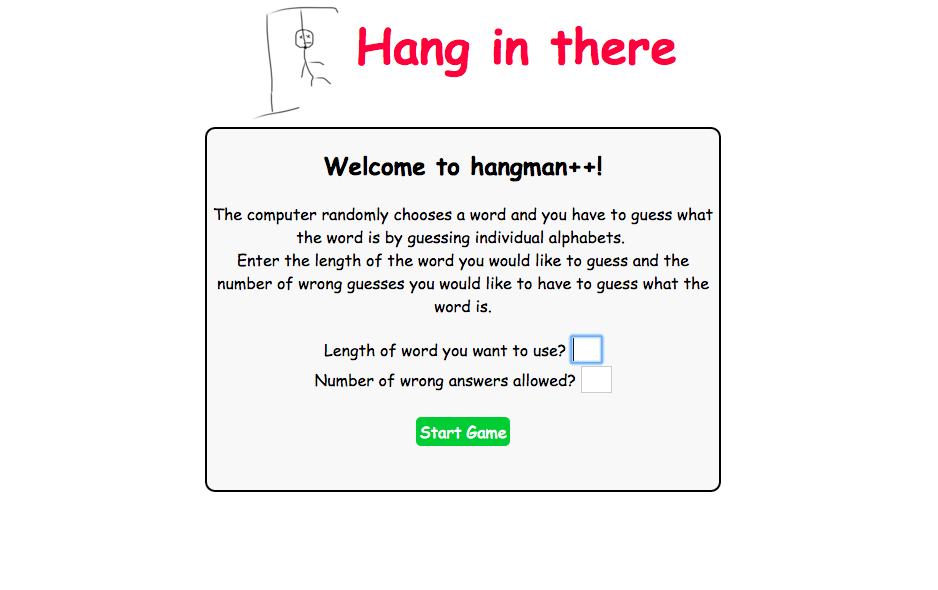 Hang in there
Welcome to hangman++!
The computer randomly chooses a word and you have to guess what
the word is by guessing individual alphabets.
Enter the length of the word you would like to guess and the
number of wrong guesses you would like to have to guess what the
word is.
Length of word you want to use?
Number of wrong answers allowed?
Start Game